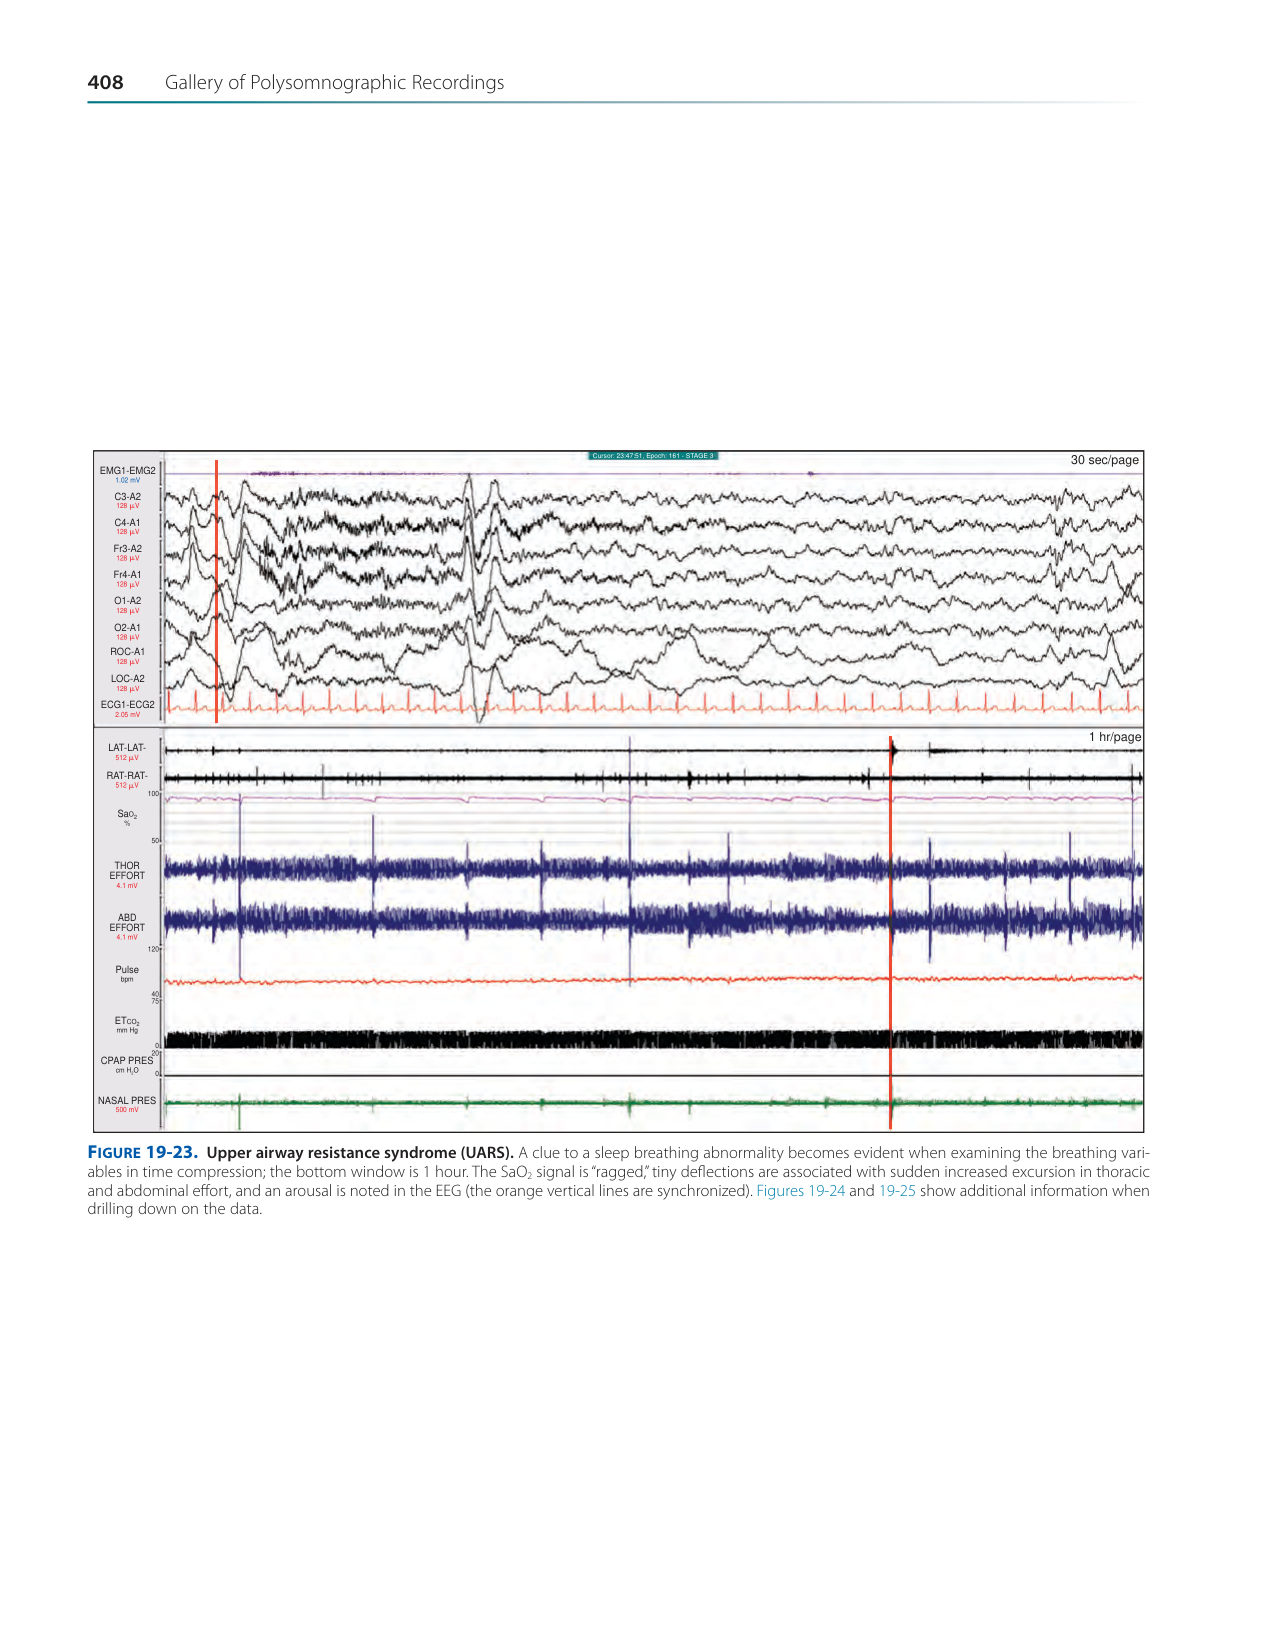 408 Gallery of Polysomnographic Recordings
Cursor: 23:47:51, Epoch: 161 - STAGE 3
30 sec/page
EMG1-EMG2
1.02 mV
C3-A2
128 µV
C4-A1
128 µV
Fr3-A2
128 µV
Fr4-A1
128 µV
O1-A2
128 µV
O2-A1
128 µV
ROC-A1
128 µV
LOC-A2
128 µV
ECG1-ECG2
2.05 mV
1 hr/page
LAT-LAT-
512 µV
RAT-RAT-
512 µV
100
SaO₂
%
50
THOR
EFFORT
4.1 mV
ABD
EFFORT
4.1 mV
120
Pulse
bpm
40
75
ETCO₂
mm Hg
0
20
CPAP PRES
cm H₂O
0
NASAL PRES
500 mV
FIGURE 19-23. Upper airway resistance syndrome (UARS). A clue to a sleep breathing abnormality becomes evident when examining the breathing vari-
ables in time compression; the bottom window is 1 hour. The SaO₂ signal is “ragged,” tiny deflections are associated with sudden increased excursion in thoracic
and abdominal effort, and an arousal is noted in the EEG (the orange vertical lines are synchronized). Figures 19-24 and 19-25 show additional information when
drilling down on the data.